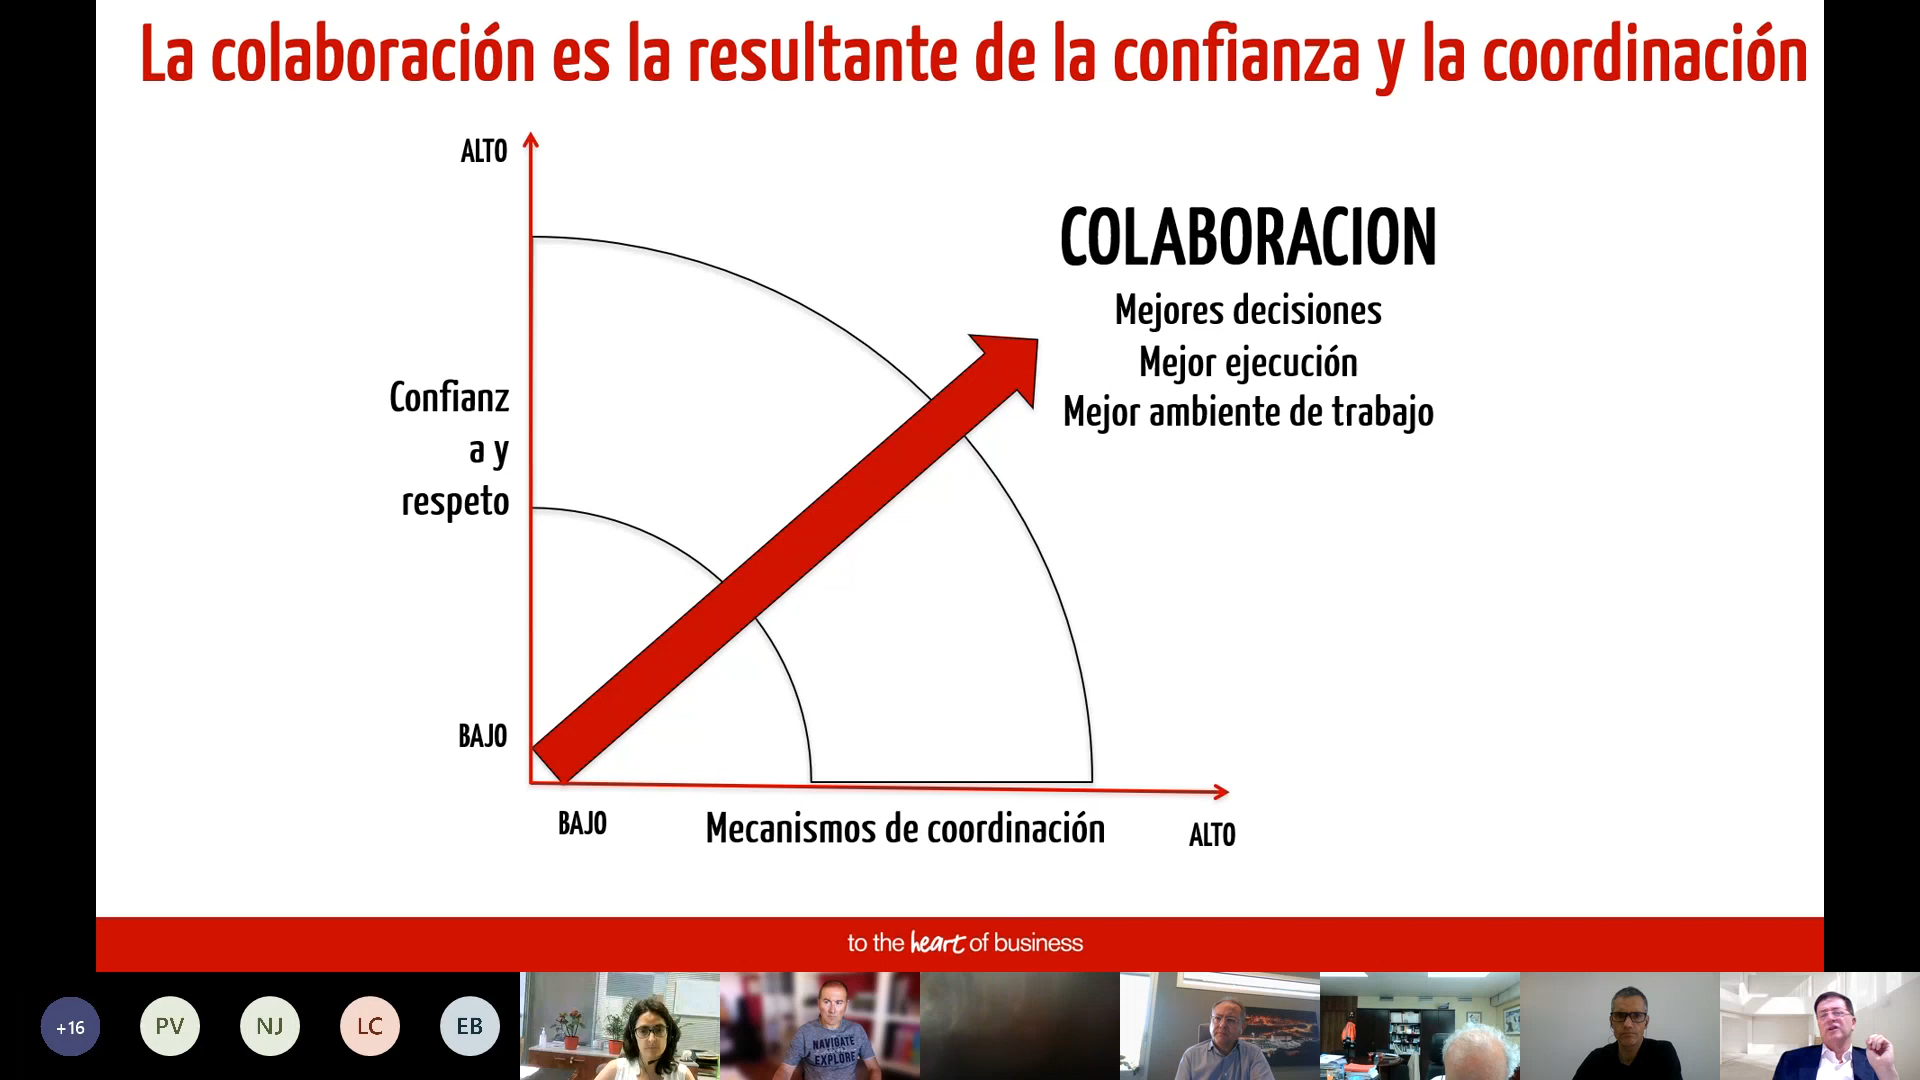 La colaboración es la resultante de la confianza y la coordinación
ALTO
COLABORACION
Mejores decisiones
Mejor ejecución
Mejor ambiente de trabajo
Confianz
a y
respeto
BAJO
BAJO
Mecanismos de coordinación
ALTO
to the heart of business
+16
PV
NJ
LC
EB
NAVIGATE
EXPLORE